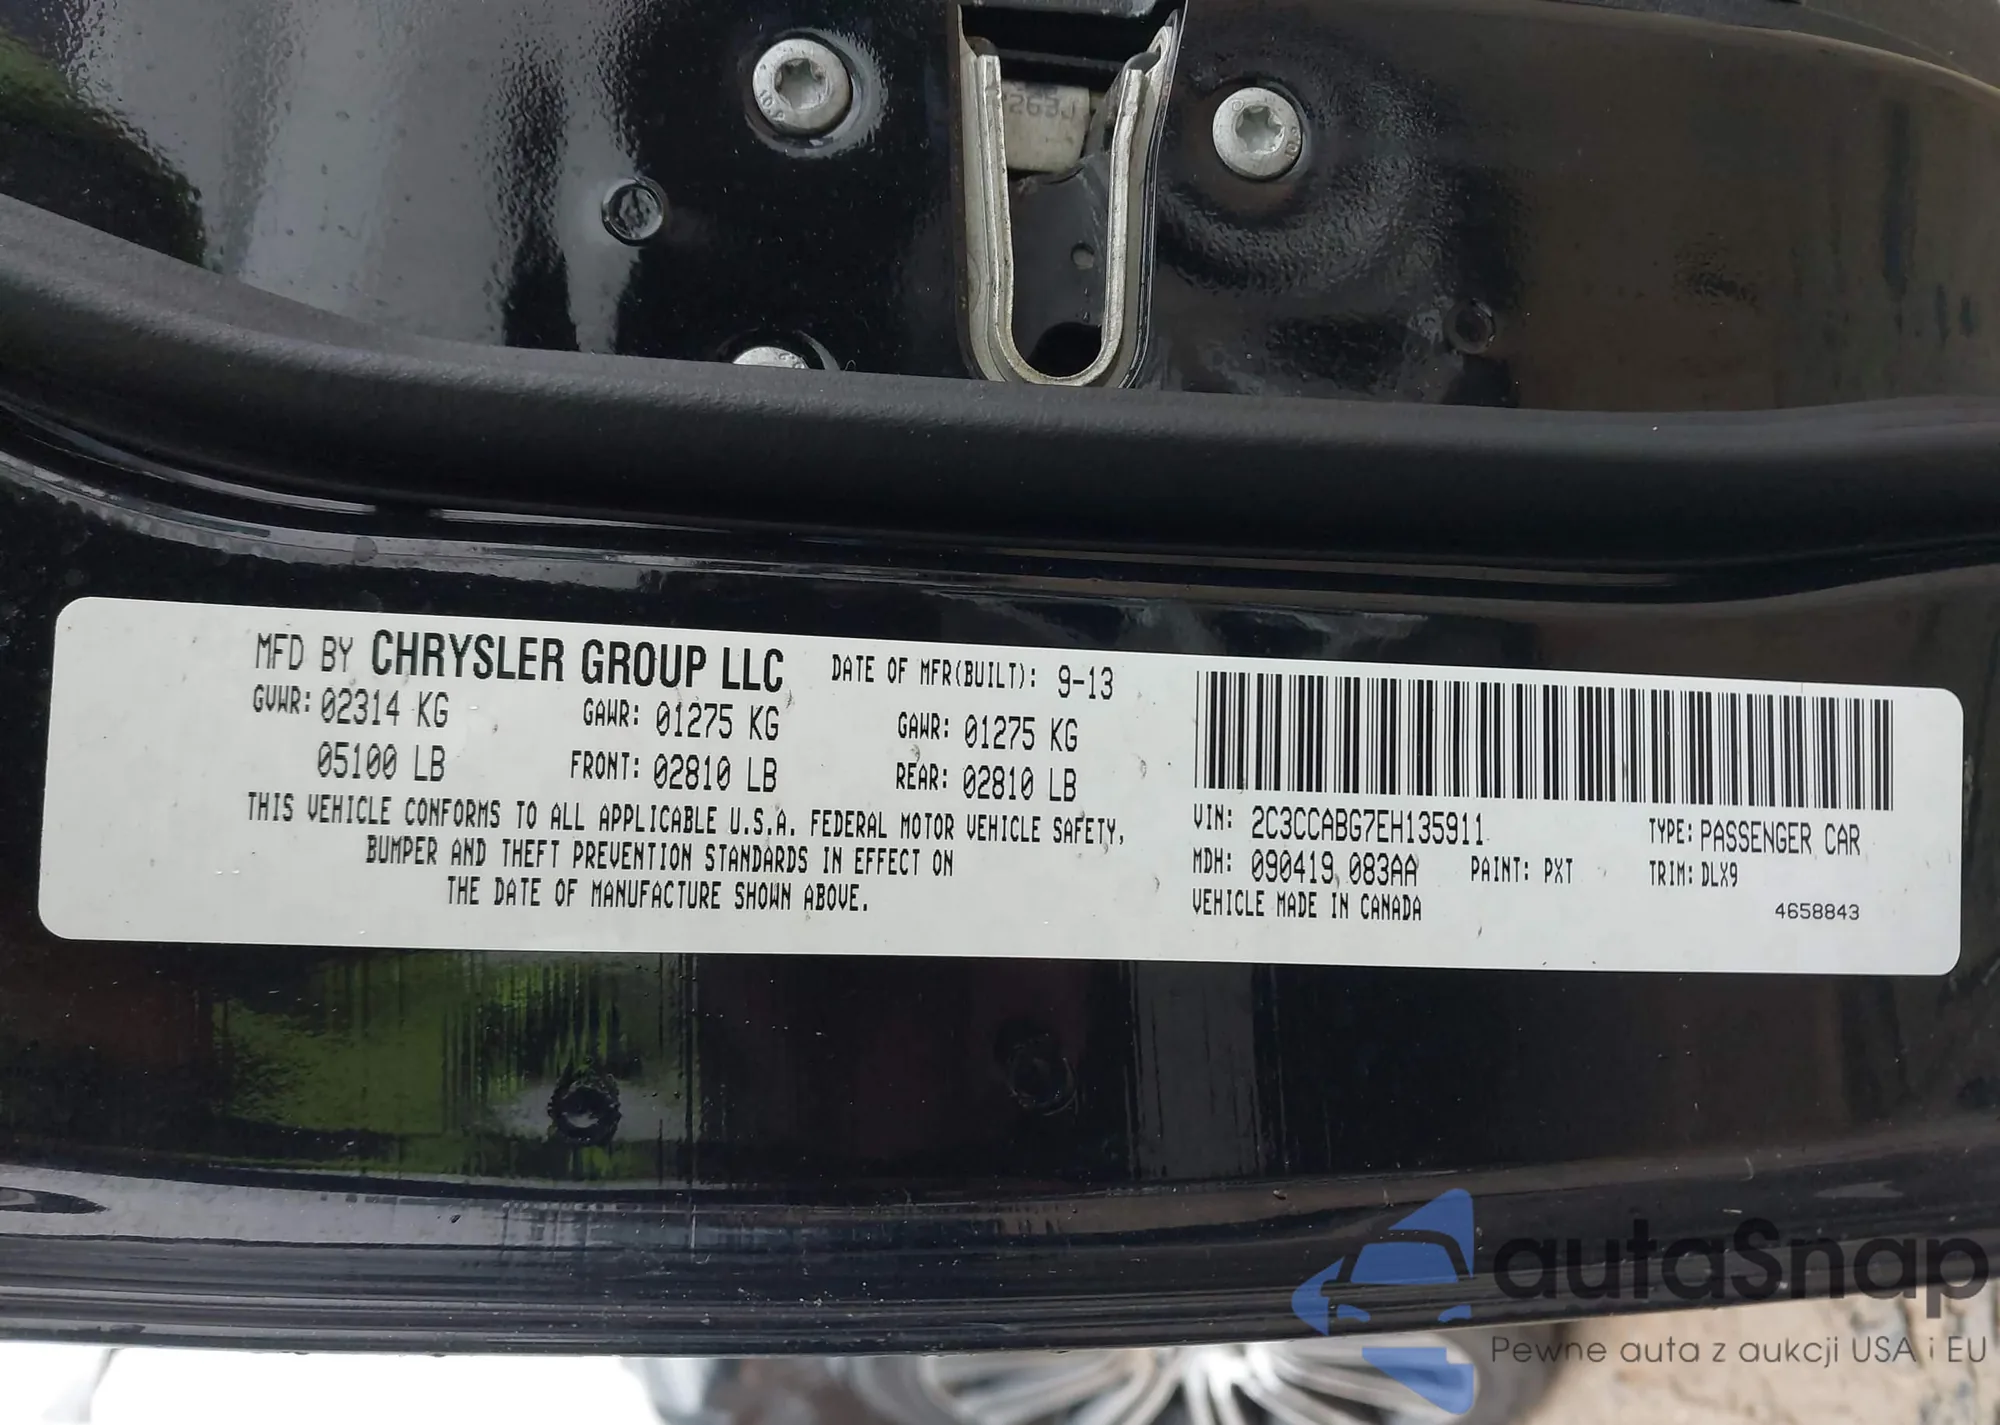 263J
MFD BY CHRYSLER GROUP LLC DATE OF MFR(BUILT): 9-13
GVWR: 02314 KG GAWR: 01275 KG GAWR: 01275 KG
05100 LB FRONT: 02810 LB REAR: 02810 LB
THIS VEHICLE CONFORMS TO ALL APPLICABLE U.S.A. FEDERAL MOTOR VEHICLE SAFETY,
BUMPER AND THEFT PREVENTION STANDARDS IN EFFECT ON
THE DATE OF MANUFACTURE SHOWN ABOVE.
VIN: 2C3CCABG7EH135911 TYPE: PASSENGER CAR
MDH: 090419 083AA PAINT: PXT TRIM: DLX9
VEHICLE MADE IN CANADA 4658843
autaSnap
Pewne auta z aukcji USA i EU